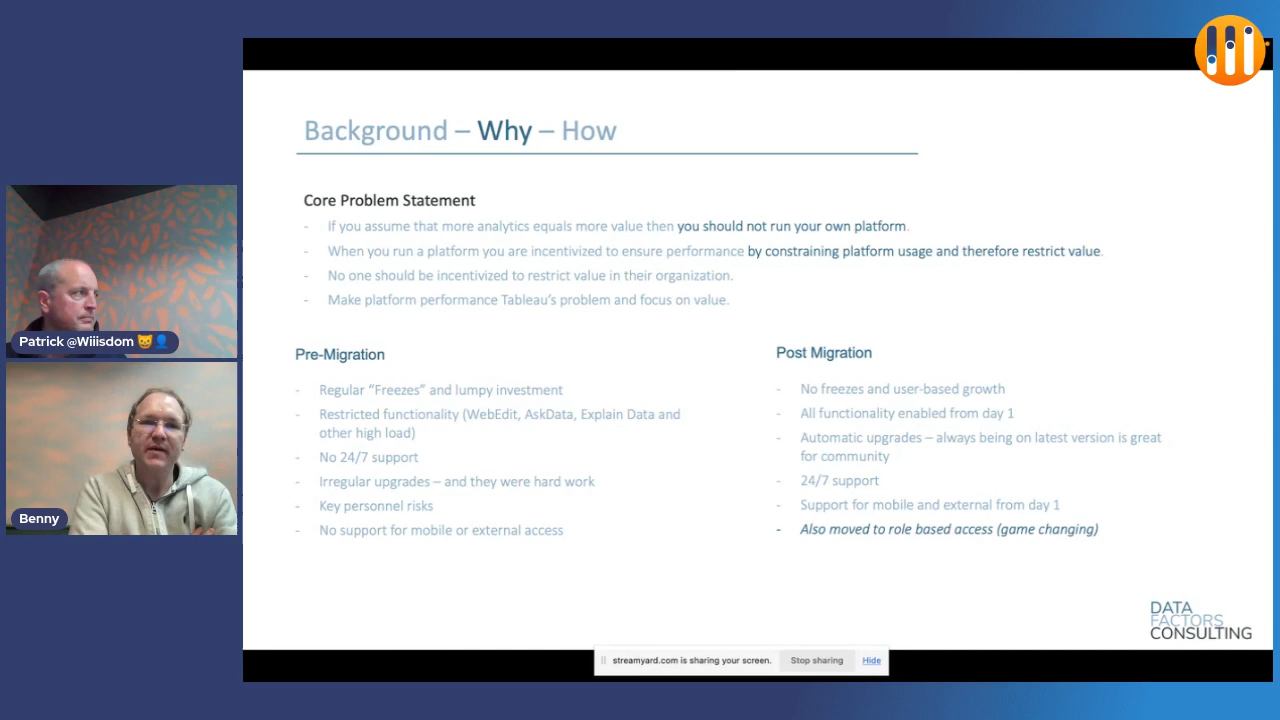 Background – Why – How
Core Problem Statement
- If you assume that more analytics equals more value then you should not run your own platform.
- When you run a platform you are incentivized to ensure performance by constraining platform usage and therefore restrict value.
- No one should be incentivized to restrict value in their organization.
- Make platform performance Tableau's problem and focus on value.
Pre-Migration
- Regular “Freezes” and lumpy investment
- Restricted functionality (WebEdit, AskData, Explain Data and
other high load)
- No 24/7 support
- Irregular upgrades – and they were hard work
- Key personnel risks
- No support for mobile or external access
Post Migration
- No freezes and user-based growth
- All functionality enabled from day 1
- Automatic upgrades – always being on latest version is great
for community
- 24/7 support
- Support for mobile and external from day 1
- Also moved to role based access (game changing)
DATA
FACTORS
CONSULTING
streamyard.com is sharing your screen. Stop sharing Hide
Patrick @Wiiisdom
Benny